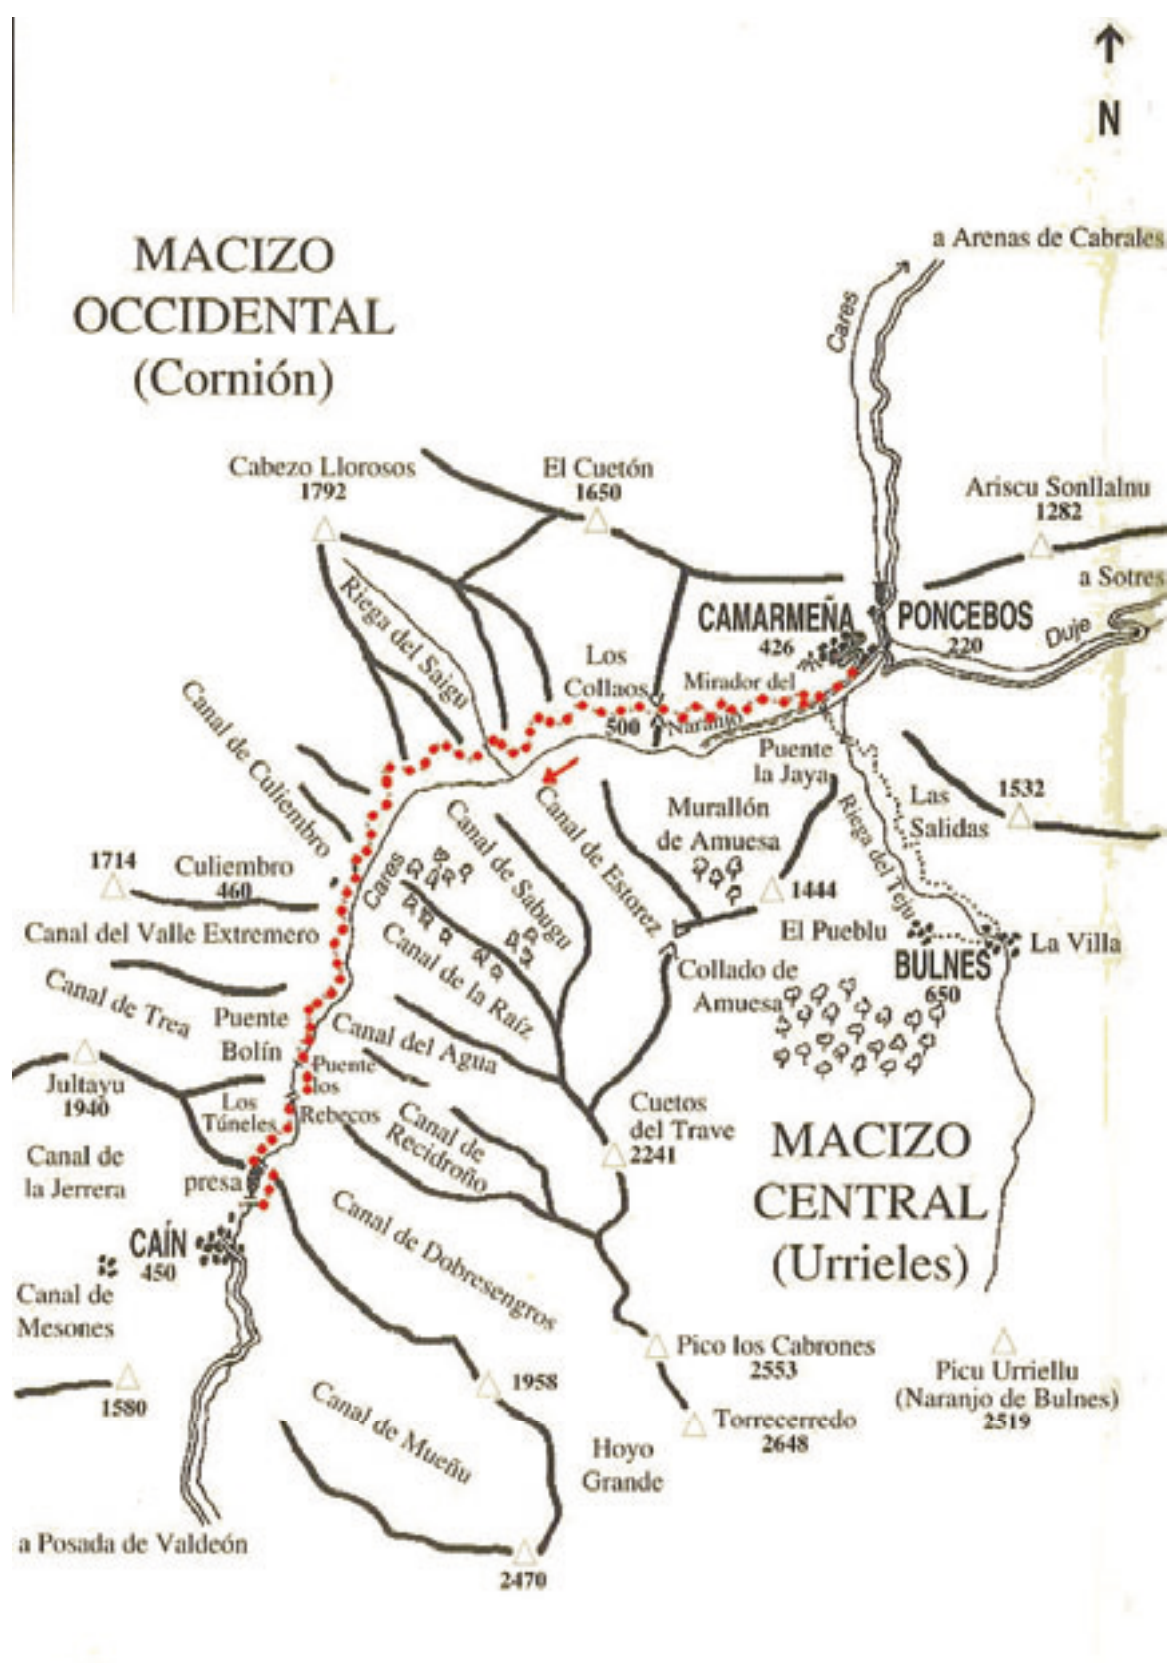 N
a Arenas de Cabrales
MACIZO
OCCIDENTAL
(Cornión)
Cares
Cabezo Llorosos
1792
El Cuetón
1650
Ariscu Sonllalnu
1282
a Sotres
Riega del Saigu
CAMARMEÑA
426
PONCEBOS
220
Duje
Los
Collaos
500
Mirador del
Naranjo
Canal de Culiembro
Puente
la Jaya
Las
Salidas
1532
Riega del Teju
Murallón
de Amuesa
1444
Canal de Estorez
Canal de Sabugu
Cares
1714
Culiembro
460
Canal del Valle Extremero
Canal de la Raíz
El Pueblu
BULNES
650
La Villa
Collado de
Amuesa
Canal de Trea
Puente
Bolín
Canal del Agua
Puente
los
Rebecos
Jultayu
1940
Los
Túneles
Canal de
Recidroño
Cuetos
del Trave
2241
MACIZO
CENTRAL
(Urrieles)
Canal de
la Jerrera
presa
Canal de Dobresengros
CAÍN
450
Canal de
Mesones
1580
Pico los Cabrones
2553
Picu Urriellu
(Naranjo de Bulnes)
2519
1958
Torrecerredo
2648
Canal de Mueñu
Hoyo
Grande
a Posada de Valdeón
2470